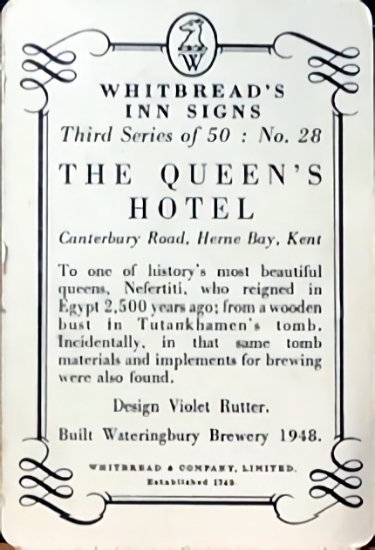 W
WHITBREAD'S
INN SIGNS
Third Series of 50 : No. 28
THE QUEEN'S
HOTEL
Canterbury Road, Herne Bay, Kent
To one of history's most beautiful
queens, Nefertiti, who reigned in
Egypt 2,500 years ago; from a wooden
bust in Tutankhamen's tomb.
Incidentally, in that same tomb
materials and implements for brewing
were also found.
Design Violet Rutter.
Built Wateringbury Brewery 1948.
WHITBREAD & COMPANY, LIMITED.
Established 1742.